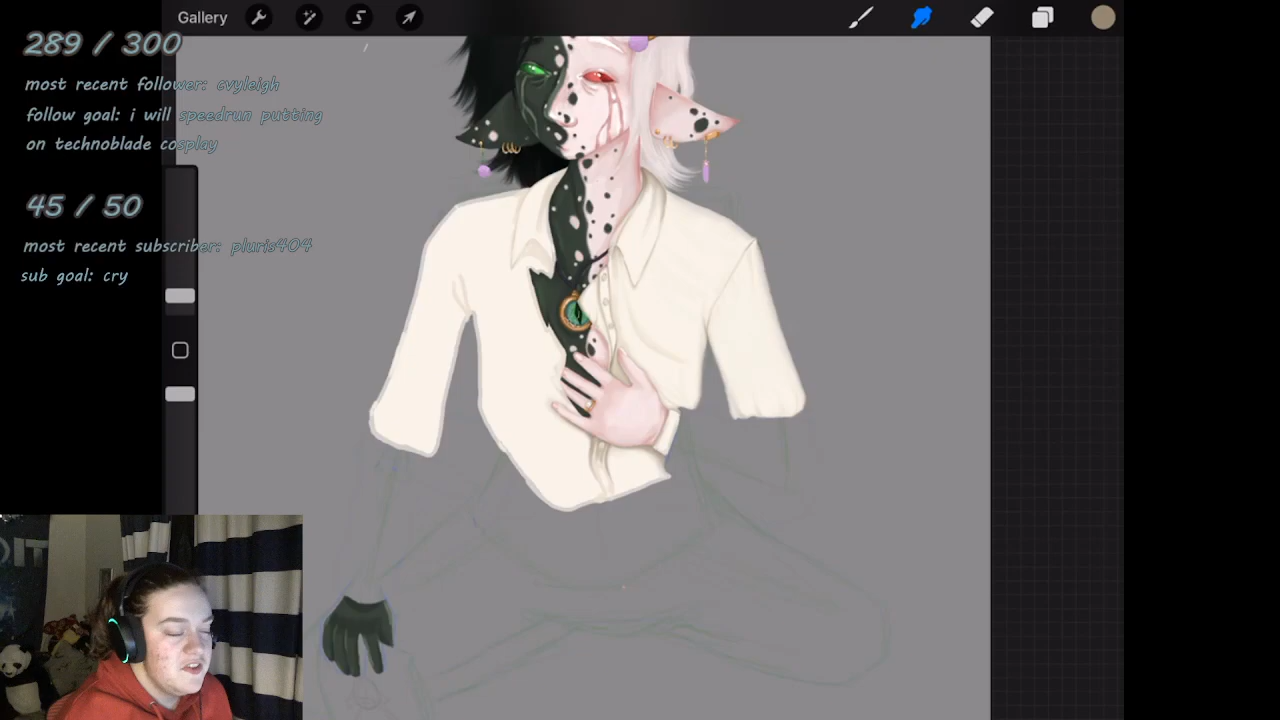 Gallery
289 / 300
most recent follower: cvyleigh
follow goal: i will speedrun putting
on technoblade cosplay
45 / 50
most recent subscriber: pluris404
sub goal: cry